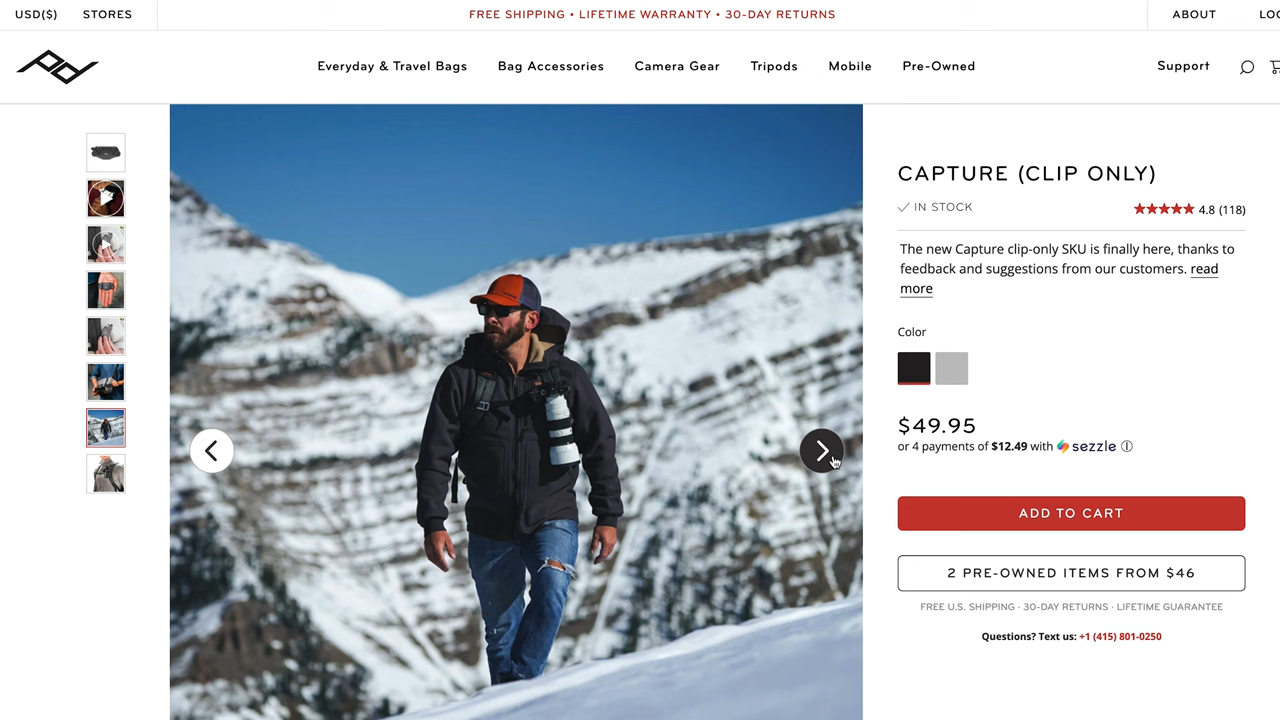 USD($) STORES FREE SHIPPING • LIFETIME WARRANTY • 30-DAY RETURNS ABOUT
Everyday & Travel Bags Bag Accessories Camera Gear Tripods Mobile Pre-Owned Support
CAPTURE (CLIP ONLY)
IN STOCK 4.8 (118)
The new Capture clip-only SKU is finally here, thanks to
feedback and suggestions from our customers. read
more
Color
$49.95
or 4 payments of $12.49 with sezzle
ADD TO CART
2 PRE-OWNED ITEMS FROM $46
FREE U.S. SHIPPING · 30-DAY RETURNS · LIFETIME GUARANTEE
Questions? Text us: +1 (415) 801-0250